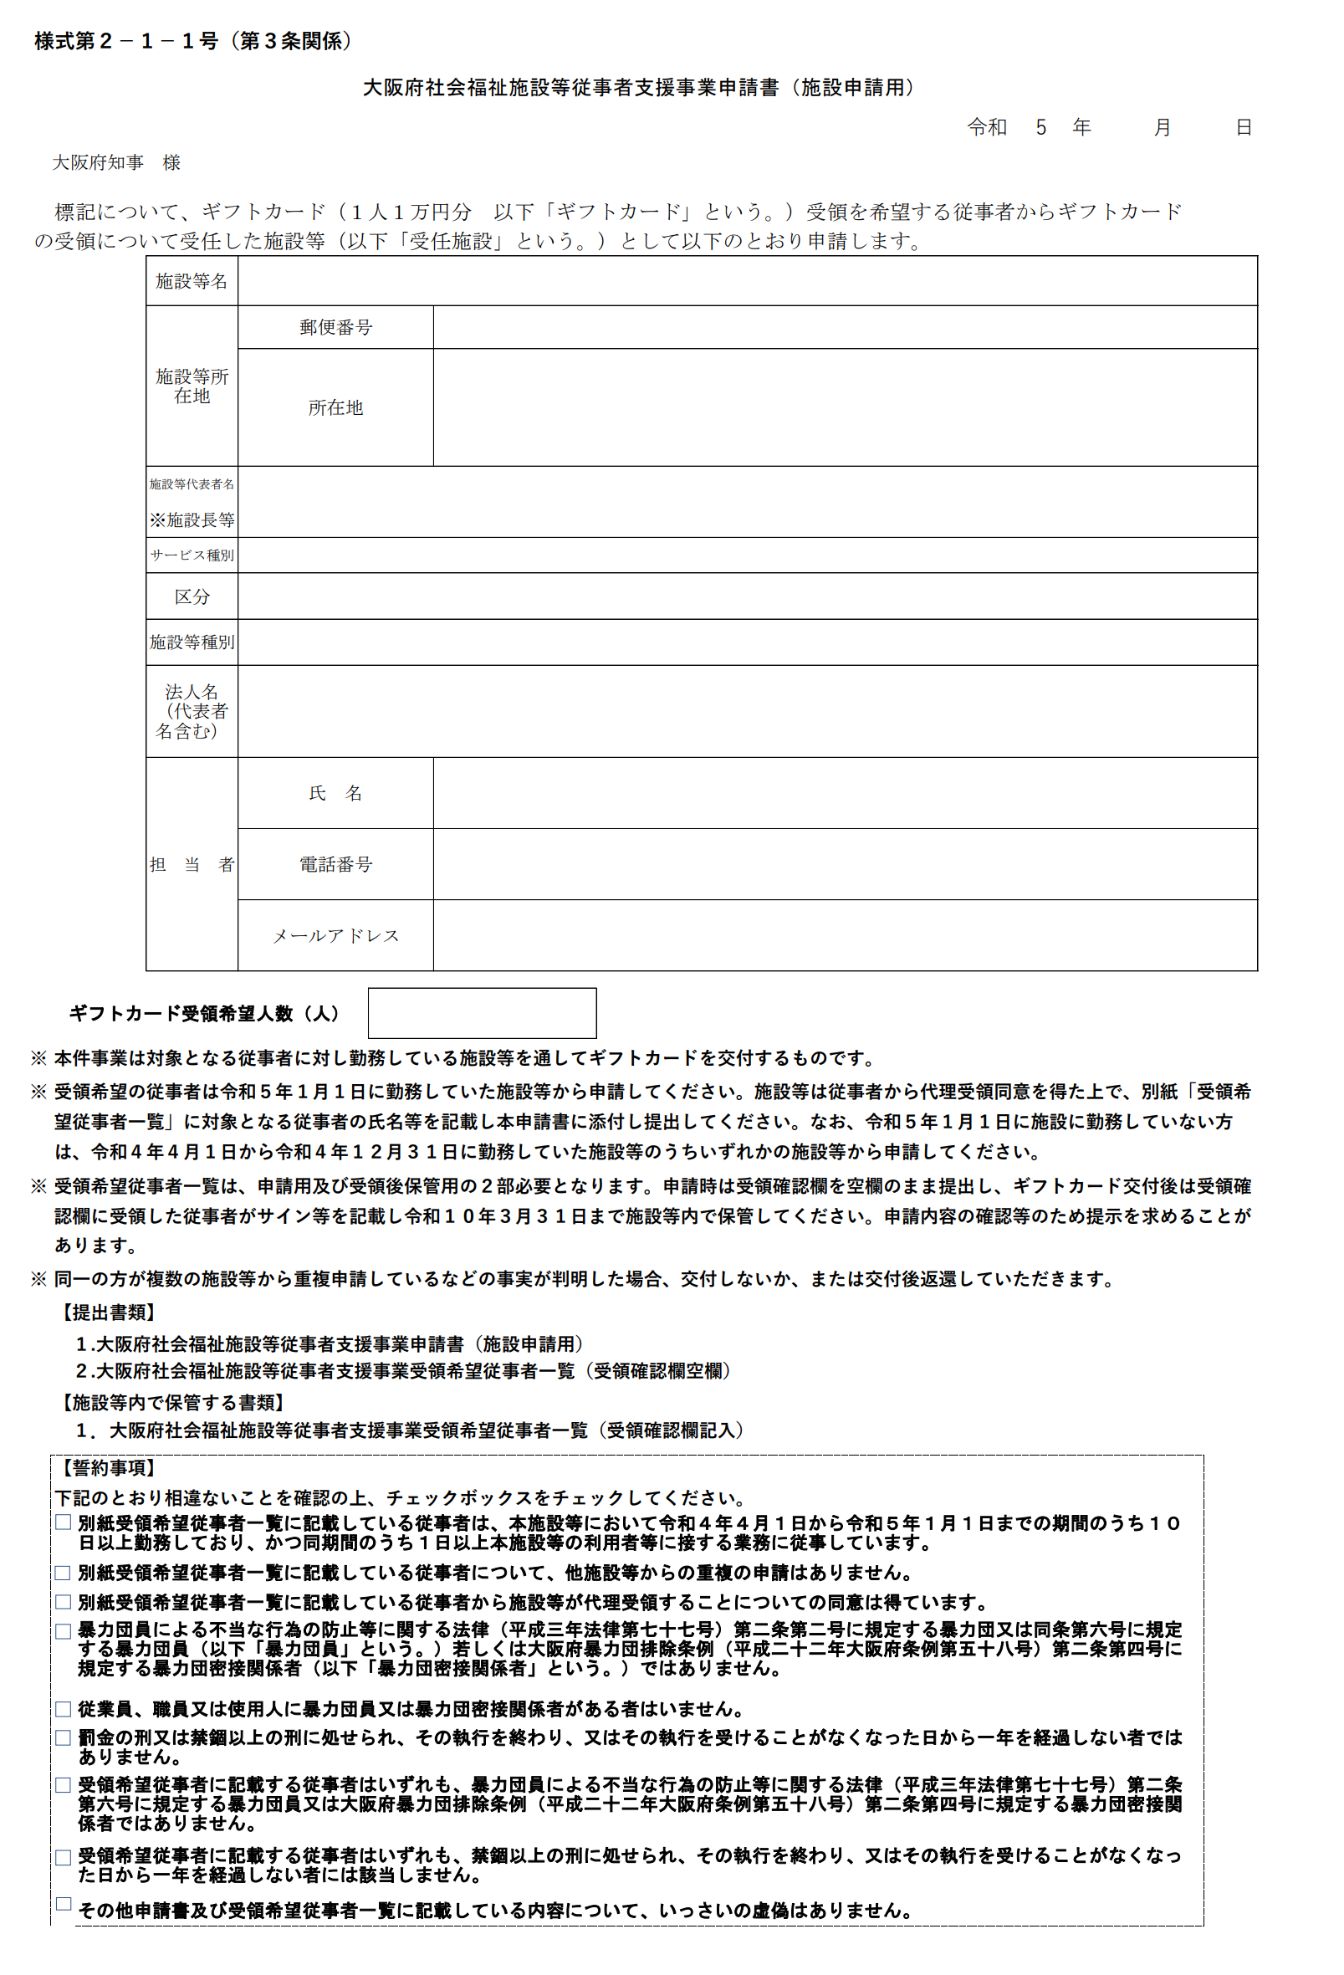 様式第２－１－１号（第３条関係）
大阪府社会福祉施設等従事者支援事業申請書（施設申請用）
令和　５　年　　　月　　　日
大阪府知事　様
標記について、ギフトカード（１人１万円分　以下「ギフトカード」という。）受領を希望する従事者からギフトカード
の受領について受任した施設等（以下「受任施設」という。）として以下のとおり申請します。
施設等名
郵便番号
施設等所
在地
所在地
施設等代表者名
※施設長等
サービス種別
区分
施設等種別
法人名
（代表者
名含む）
氏　名
担　当　者
電話番号
メールアドレス
ギフトカード受領希望人数（人）
※ 本件事業は対象となる従事者に対し勤務している施設等を通してギフトカードを交付するものです。
※ 受領希望の従事者は令和５年１月１日に勤務していた施設等から申請してください。施設等は従事者から代理受領同意を得た上で、別紙「受領希
望従事者一覧」に対象となる従事者の氏名等を記載し本申請書に添付し提出してください。なお、令和５年１月１日に施設に勤務していない方
は、令和４年４月１日から令和４年１２月３１日に勤務していた施設等のうちいずれかの施設等から申請してください。
※ 受領希望従事者一覧は、申請用及び受領後保管用の２部必要となります。申請時は受領確認欄を空欄のまま提出し、ギフトカード交付後は受領確
認欄に受領した従事者がサイン等を記載し令和１０年３月３１日まで施設等内で保管してください。申請内容の確認等のため提示を求めることが
あります。
※ 同一の方が複数の施設等から重複申請しているなどの事実が判明した場合、交付しないか、または交付後返還していただきます。
【提出書類】
１.大阪府社会福祉施設等従事者支援事業申請書（施設申請用）
２.大阪府社会福祉施設等従事者支援事業受領希望従事者一覧（受領確認欄空欄）
【施設等内で保管する書類】
１．大阪府社会福祉施設等従事者支援事業受領希望従事者一覧（受領確認欄記入）
【誓約事項】
下記のとおり相違ないことを確認の上、チェックボックスをチェックしてください。
□ 別紙受領希望従事者一覧に記載している従事者は、本施設等において令和４年４月１日から令和５年１月１日までの期間のうち１０
日以上勤務しており、かつ同期間のうち１日以上本施設等の利用者等に接する業務に従事しています。
□ 別紙受領希望従事者一覧に記載している従事者について、他施設等からの重複の申請はありません。
□ 別紙受領希望従事者一覧に記載している従事者から施設等が代理受領することについての同意は得ています。
□ 暴力団員による不当な行為の防止等に関する法律（平成三年法律第七十七号）第二条第二号に規定する暴力団又は同条第六号に規定
する暴力団員（以下「暴力団員」という。）若しくは大阪府暴力団排除条例（平成二十二年大阪府条例第五十八号）第二条第四号に
規定する暴力団密接関係者（以下「暴力団密接関係者」という。）ではありません。
□ 従業員、職員又は使用人に暴力団員又は暴力団密接関係者がある者はいません。
□ 罰金の刑又は禁錮以上の刑に処せられ、その執行を終わり、又はその執行を受けることがなくなった日から一年を経過しない者では
ありません。
□ 受領希望従事者に記載する従事者はいずれも、暴力団員による不当な行為の防止等に関する法律（平成三年法律第七十七号）第二条
第六号に規定する暴力団員又は大阪府暴力団排除条例（平成二十二年大阪府条例第五十八号）第二条第四号に規定する暴力団密接関
係者ではありません。
□ 受領希望従事者に記載する従事者はいずれも、禁錮以上の刑に処せられ、その執行を終わり、又はその執行を受けることがなくなっ
た日から一年を経過しない者には該当しません。
□ その他申請書及び受領希望従事者一覧に記載している内容について、いっさいの虚偽はありません。